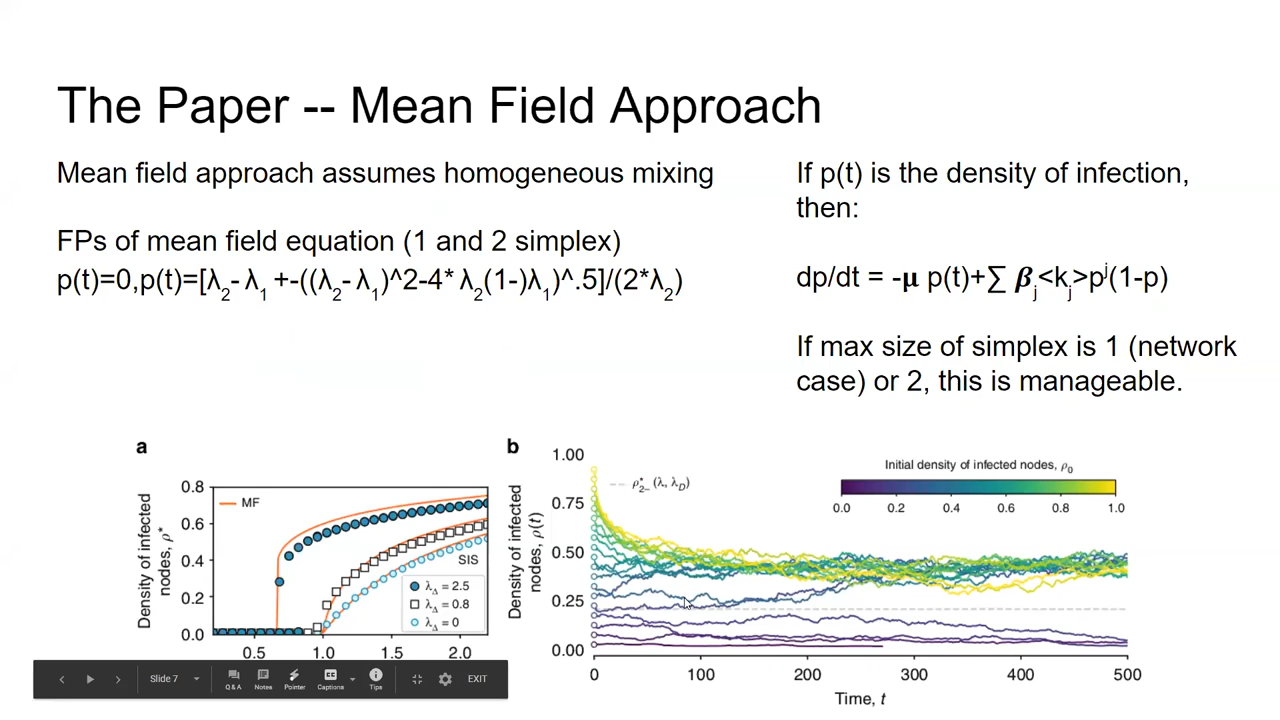 The Paper -- Mean Field Approach
Mean field approach assumes homogeneous mixing
FPs of mean field equation (1 and 2 simplex)
p(t)=0,p(t)=[λ₂- λ₁ +-((λ₂- λ₁)^2-4* λ₂(1-)λ₁)^.5]/(2*λ₂)
If p(t) is the density of infection,
then:
dp/dt = -μ p(t)+∑ βⱼ<kⱼ>pʲ(1-p)
If max size of simplex is 1 (network
case) or 2, this is manageable.
a
Density of infected
nodes, ρ*
0.8
0.6
0.4
0.2
0.0
MF
SIS
λΔ = 2.5
λΔ = 0.8
λΔ = 0
0.5
1.0
1.5
2.0
b
Density of infected
nodes, ρ(t)
1.00
0.75
0.50
0.25
0.00
ρ*₂₋ (λ, λD)
Initial density of infected nodes, ρ₀
0.0
0.2
0.4
0.6
0.8
1.0
0
100
200
300
400
500
Time, t
Slide 7
Q & A
Notes
Pointer
CC
Captions
Tips
EXIT